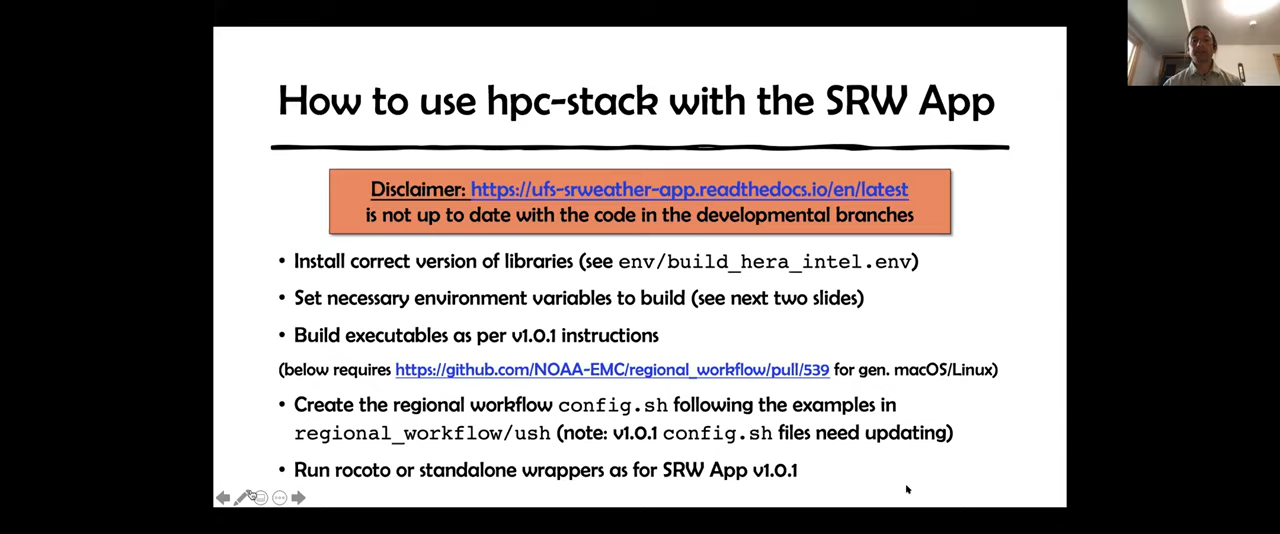 How to use hpc-stack with the SRW App
Disclaimer: https://ufs-srweather-app.readthedocs.io/en/latest
is not up to date with the code in the developmental branches
• Install correct version of libraries (see env/build_hera_intel.env)
• Set necessary environment variables to build (see next two slides)
• Build executables as per v1.0.1 instructions
(below requires https://github.com/NOAA-EMC/regional_workflow/pull/539 for gen. macOS/Linux)
• Create the regional workflow config.sh following the examples in
regional_workflow/ush (note: v1.0.1 config.sh files need updating)
• Run rocoto or standalone wrappers as for SRW App v1.0.1